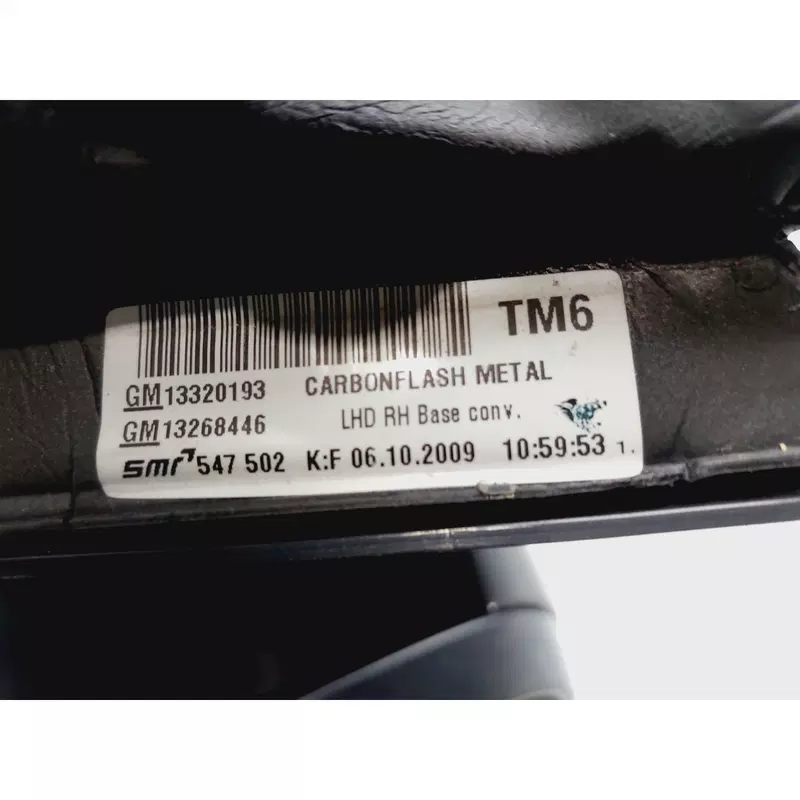 TM6
GM13320193 CARBONFLASH METAL
GM13268446 LHD RH Base conv.
smr 547 502 K:F 06.10.2009 10:59:53 1.